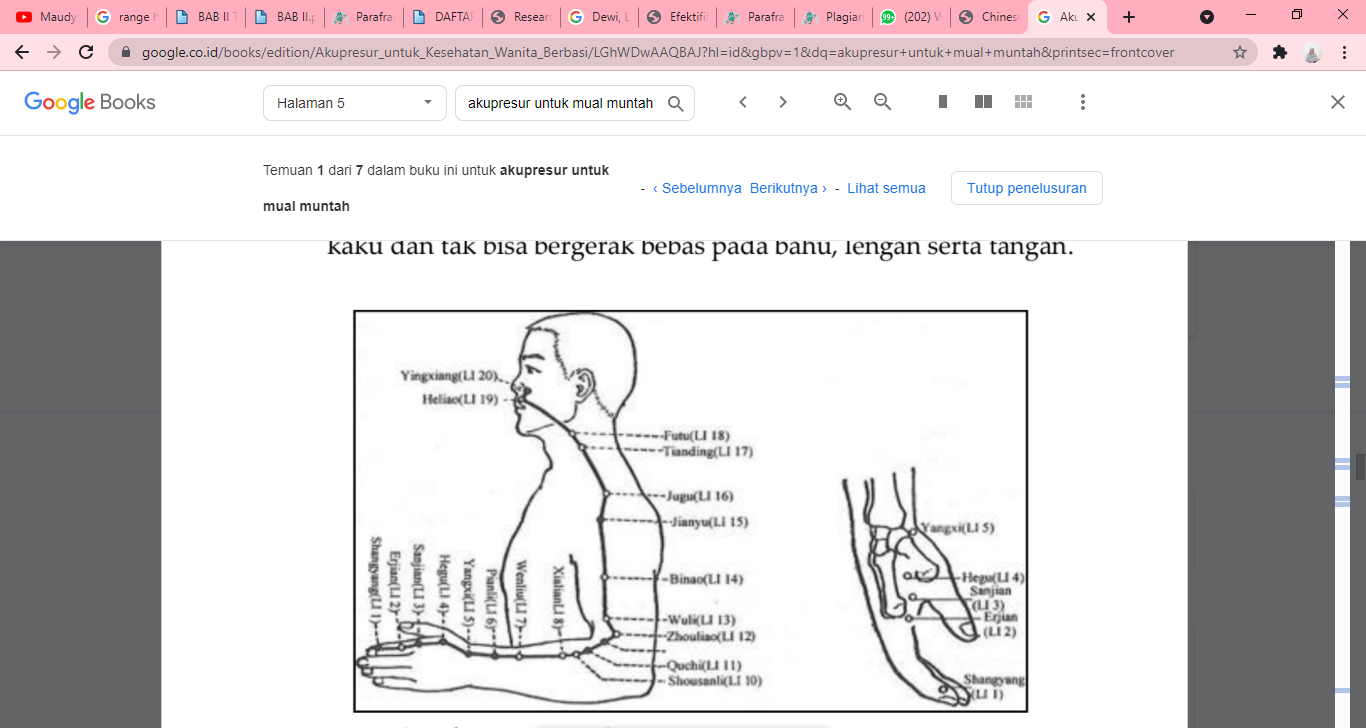 Maudy
range h
BAB II T
BAB II.p
Parafra
DAFTAF
Resear
Dewi, L
Efektifi
Parafra
Plagiar
99+
(202) W
Chines
Aku
google.co.id/books/edition/Akupresur_untuk_Kesehatan_Wanita_Berbasi/LGhWDwAAQBAJ?hl=id&gbpv=1&dq=akupresur+untuk+mual+muntah&printsec=frontcover
Google Books
Halaman 5
akupresur untuk mual muntah
Temuan 1 dari 7 dalam buku ini untuk akupresur untuk
mual muntah
- ‹ Sebelumnya Berikutnya › - Lihat semua
Tutup penelusuran
kaku dan tak bisa bergerak bebas pada bahu, lengan serta tangan.
Yingxiang(LI 20)
Heliao(LI 19)
Futu(LI 18)
Tianding(LI 17)
Jugu(LI 16)
Jianyu(LI 15)
Binao(LI 14)
Wuli(LI 13)
Zhouliao(LI 12)
Quchi(LI 11)
Shousanli(LI 10)
Shangyang(LI 1)
Erjian(LI 2)
Sanjian(LI 3)
Hegu(LI 4)
Yangxi(LI 5)
Pianli(LI 6)
Wenliu(LI 7)
XialianLI 8)
Yangxi(LI 5)
Hegu(LI 4)
Sanjian
(LI 3)
Erjian
(LI 2)
Shangyang
(LI 1)